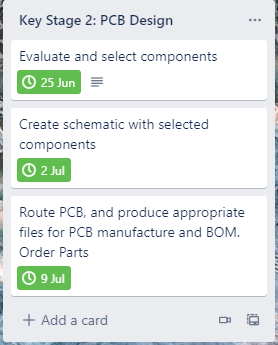 Key Stage 2: PCB Design
Evaluate and select components
25 Jun
Create schematic with selected
components
2 Jul
Route PCB, and produce appropriate
files for PCB manufacture and BOM.
Order Parts
9 Jul
+ Add a card